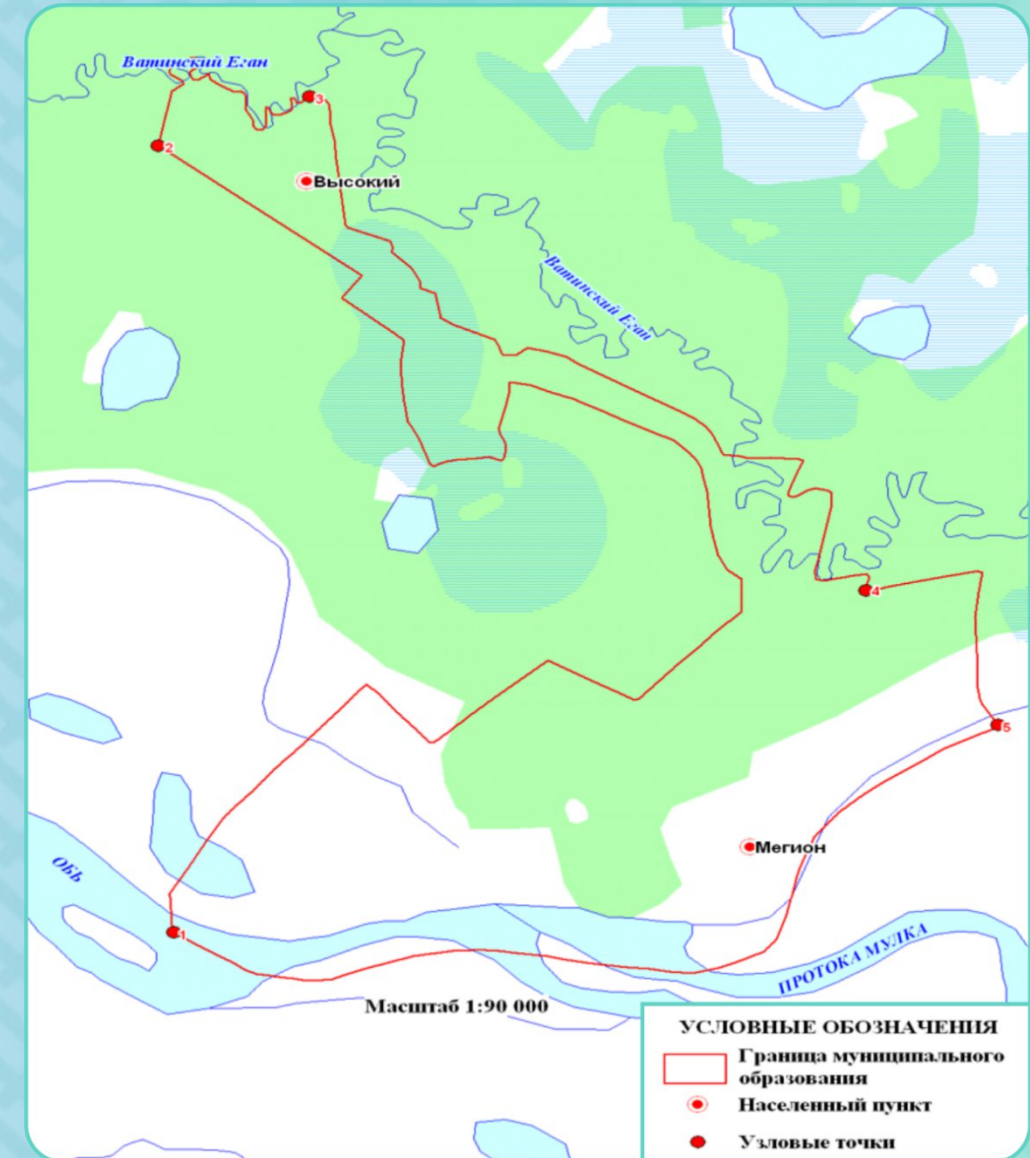 Ватинский Еган
3
2
Высокий
Ватинский Еган
4
5
Мегион
ОБЬ
1
ПРОТОКА МУЛКА
Масштаб 1:90 000
УСЛОВНЫЕ ОБОЗНАЧЕНИЯ
Граница муниципального
образования
Населенный пункт
Узловые точки